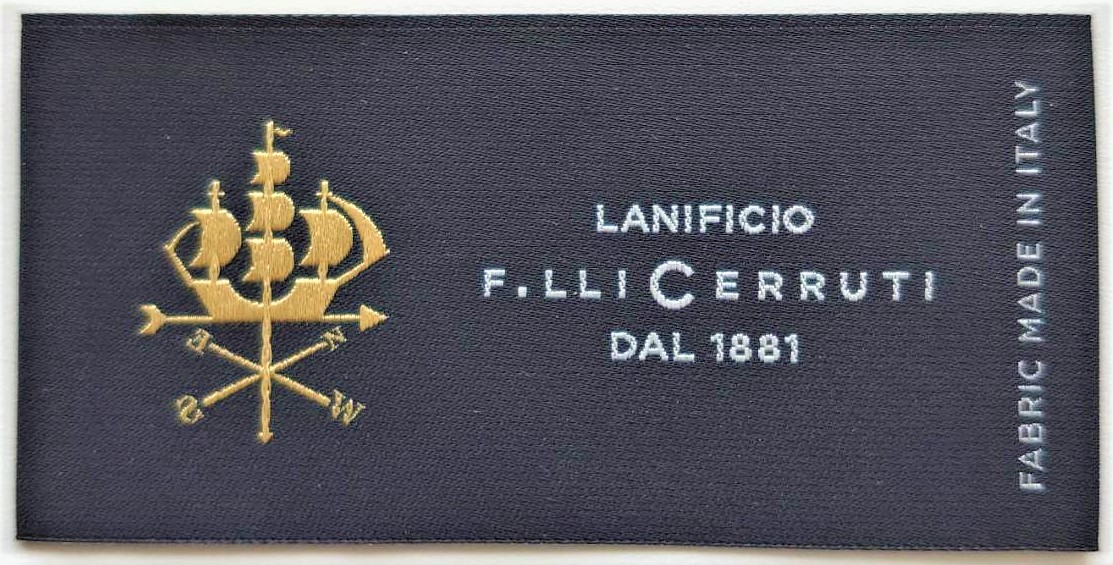 LANIFICIO
F.LLI CERRUTI
DAL 1881
FABRIC MADE IN ITALY
E
N
S
W